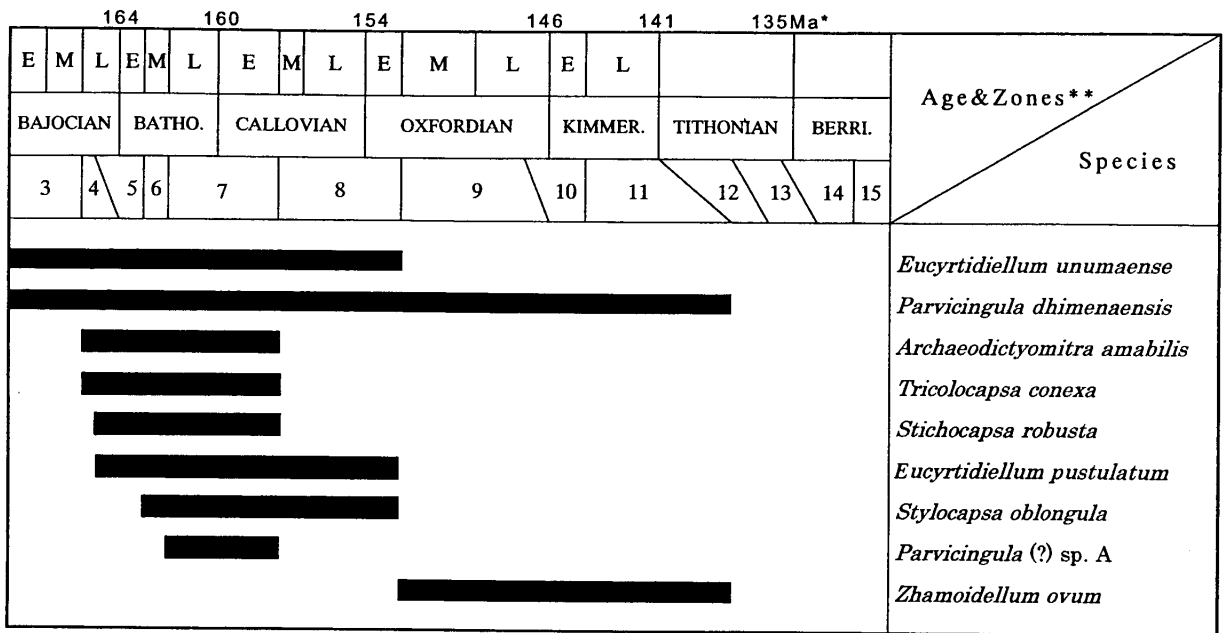 164 160 154 146 141 135Ma*
E M L E M L E M L E M L E L
Age&Zones**
BAJOCIAN BATHO. CALLOVIAN OXFORDIAN KIMMER. TITHONIAN BERRI.
Species
3 4 5 6 7 8 9 10 11 12 13 14 15
Eucyrtidiellum unumaense
Parvicingula dhimenaensis
Archaeodictyomitra amabilis
Tricolocapsa conexa
Stichocapsa robusta
Eucyrtidiellum pustulatum
Stylocapsa oblongula
Parvicingula (?) sp. A
Zhamoidellum ovum